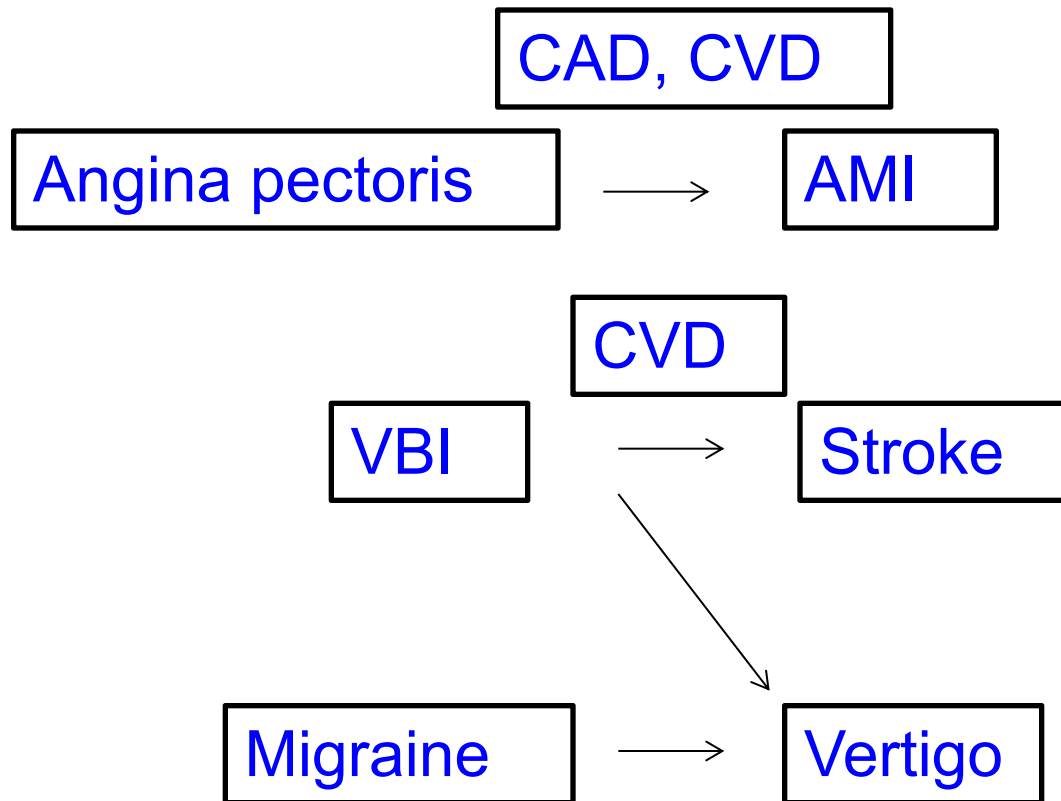 CAD, CVD
Angina pectoris
AMI
CVD
VBI
Stroke
Migraine
Vertigo